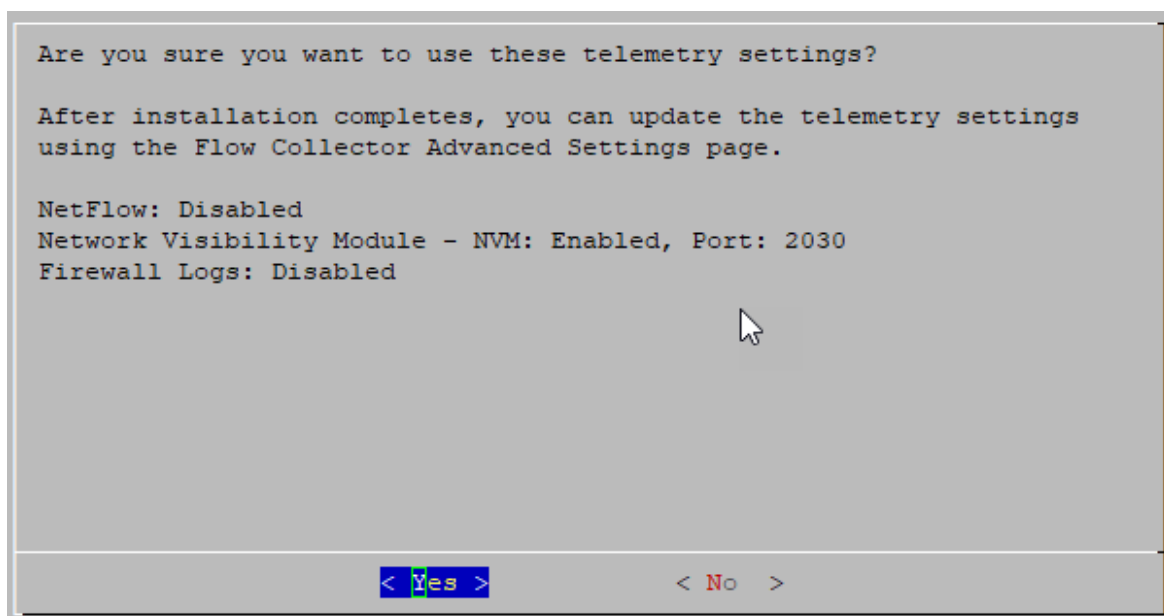 Are you sure you want to use these telemetry settings?
After installation completes, you can update the telemetry settings
using the Flow Collector Advanced Settings page.
NetFlow: Disabled
Network Visibility Module - NVM: Enabled, Port: 2030
Firewall Logs: Disabled
< Yes > < No  >